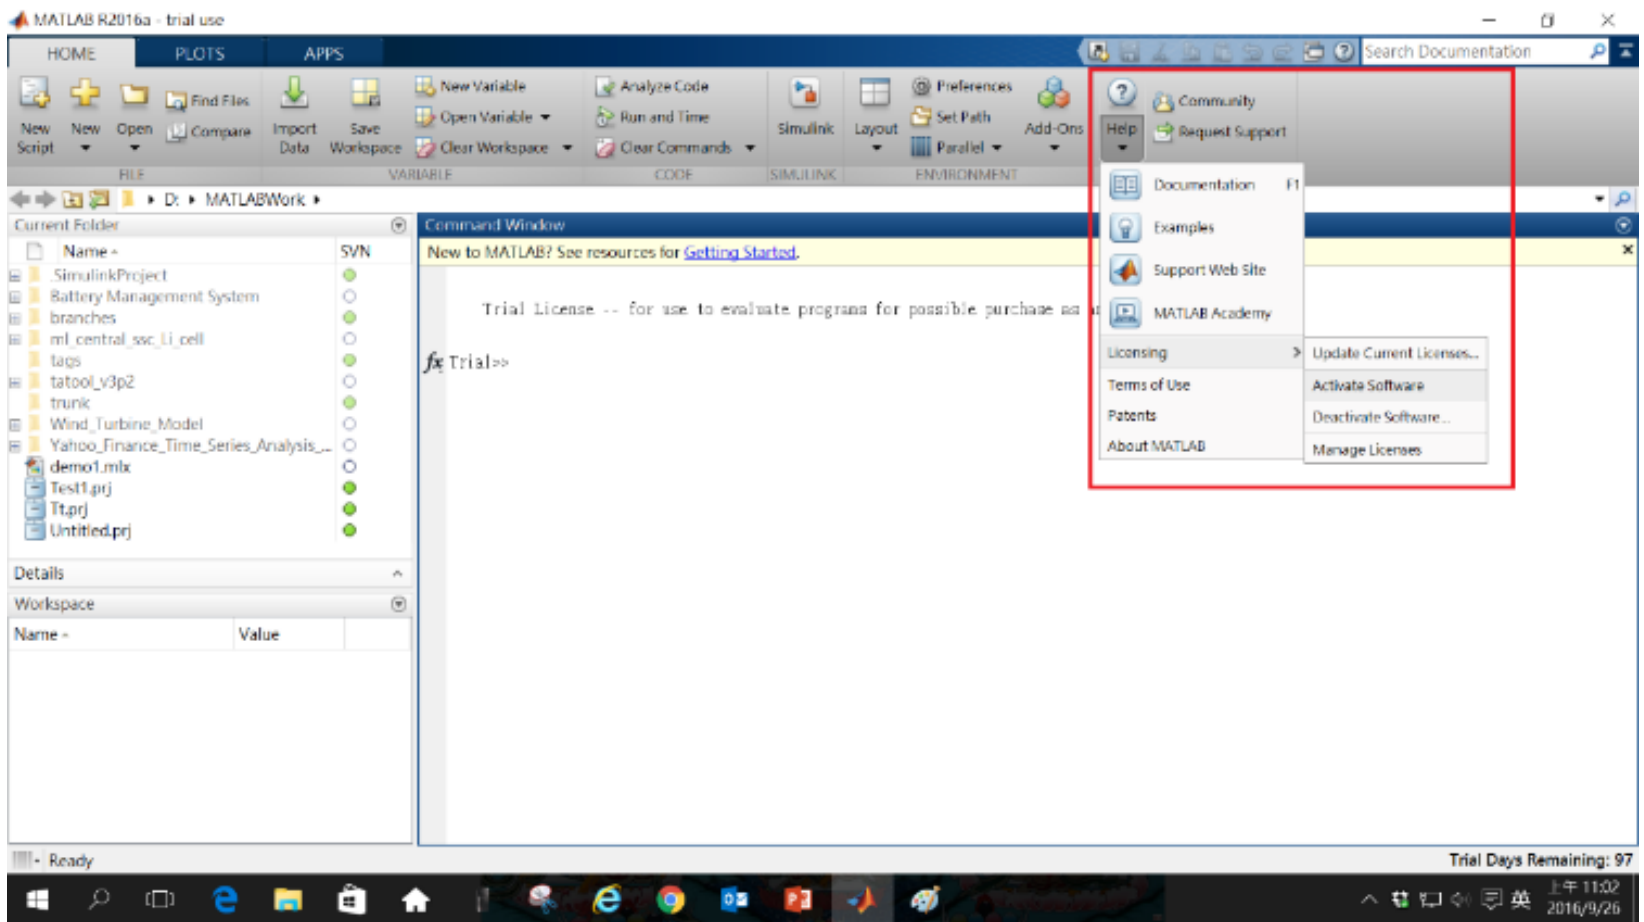 MATLAB R2016a - trial use
HOME PLOTS APPS
Search Documentation
New Script
New
Open
Find Files
Compare
Import Data
Save Workspace
New Variable
Open Variable
Clear Workspace
Analyze Code
Run and Time
Clear Commands
Simulink
Layout
Preferences
Set Path
Parallel
Add-Ons
Help
Community
Request Support
FILE VARIABLE CODE SIMULINK ENVIRONMENT
D: MATLABWork
Current Folder
Name SVN
.SimulinkProject
Battery Management System
branches
ml_central_ssc_Li_cell
tags
tatool_v3p2
trunk
Wind_Turbine_Model
Yahoo_Finance_Time_Series_Analysis_...
demo1.mlx
Test1.prj
Tt.prj
Untitled.prj
Details
Workspace
Name Value
Command Window
New to MATLAB? See resources for Getting Started.
Trial License -- for use to evaluate programs for possible purchase as
fx Trial>>
Documentation F1
Examples
Support Web Site
MATLAB Academy
Licensing
Terms of Use
Patents
About MATLAB
Update Current Licenses...
Activate Software
Deactivate Software...
Manage Licenses
Ready
Trial Days Remaining: 97
英
上午 11:02
2016/9/26